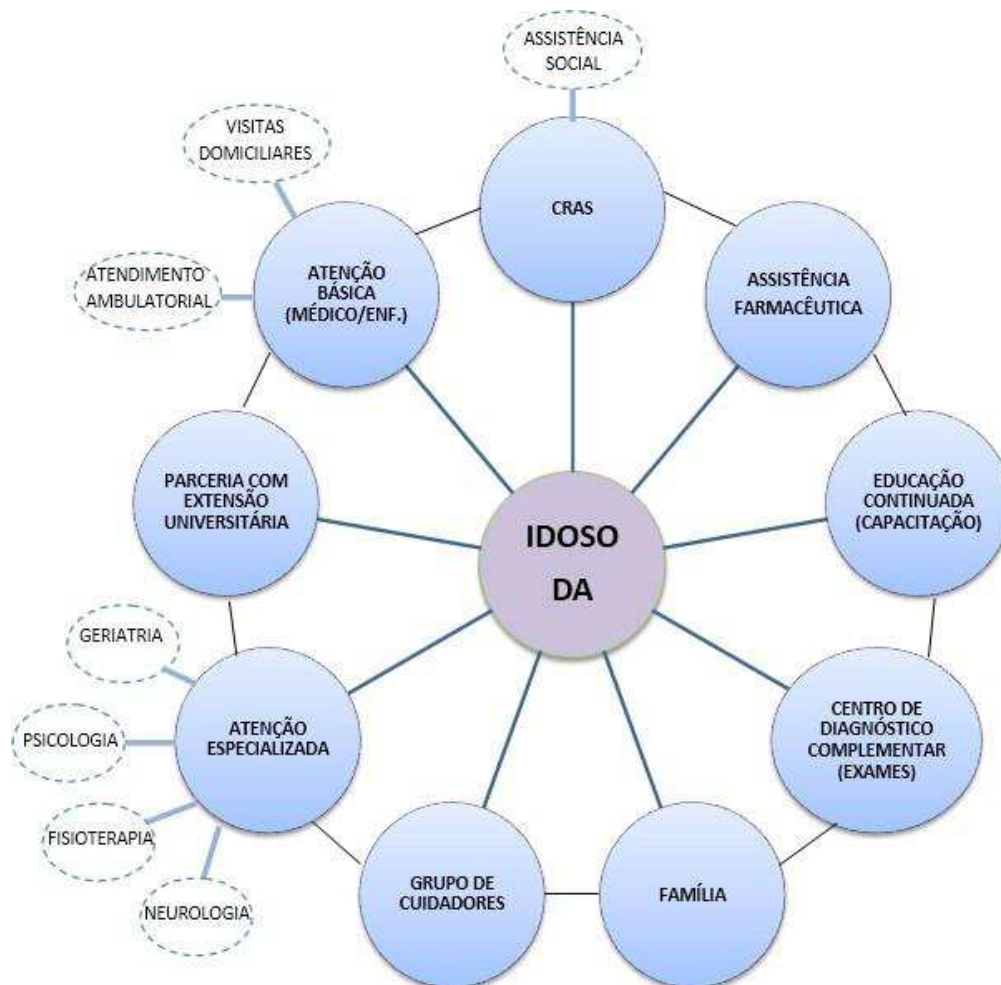 ASSISTÊNCIA
SOCIAL
VISITAS
DOMICILIARES
CRAS
ATENDIMENTO
AMBULATORIAL
ATENÇÃO
BÁSICA
(MÉDICO/ENF.)
ASSISTÊNCIA
FARMACÊUTICA
PARCERIA COM
EXTENSÃO
UNIVERSITÁRIA
EDUCAÇÃO
CONTINUADA
(CAPACITAÇÃO)
IDOSO
DA
GERIATRIA
PSICOLOGIA
FISIOTERAPIA
NEUROLOGIA
ATENÇÃO
ESPECIALIZADA
CENTRO DE
DIAGNÓSTICO
COMPLEMENTAR
(EXAMES)
GRUPO DE
CUIDADORES
FAMÍLIA